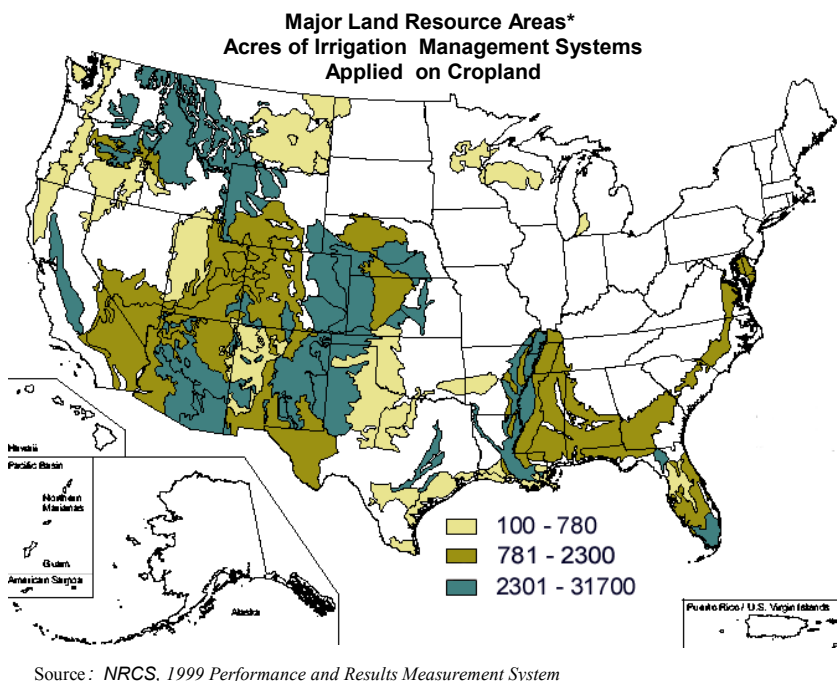 Major Land Resource Areas*
Acres of Irrigation Management Systems
Applied on Cropland
Hawaii
Pacific Basin
Northern
Marianas
Guam
American Samoa
Alaska
100 - 780
781 - 2300
2301 - 31700
Puerto Rico / U.S. Virgin Islands
Source: NRCS, 1999 Performance and Results Measurement System